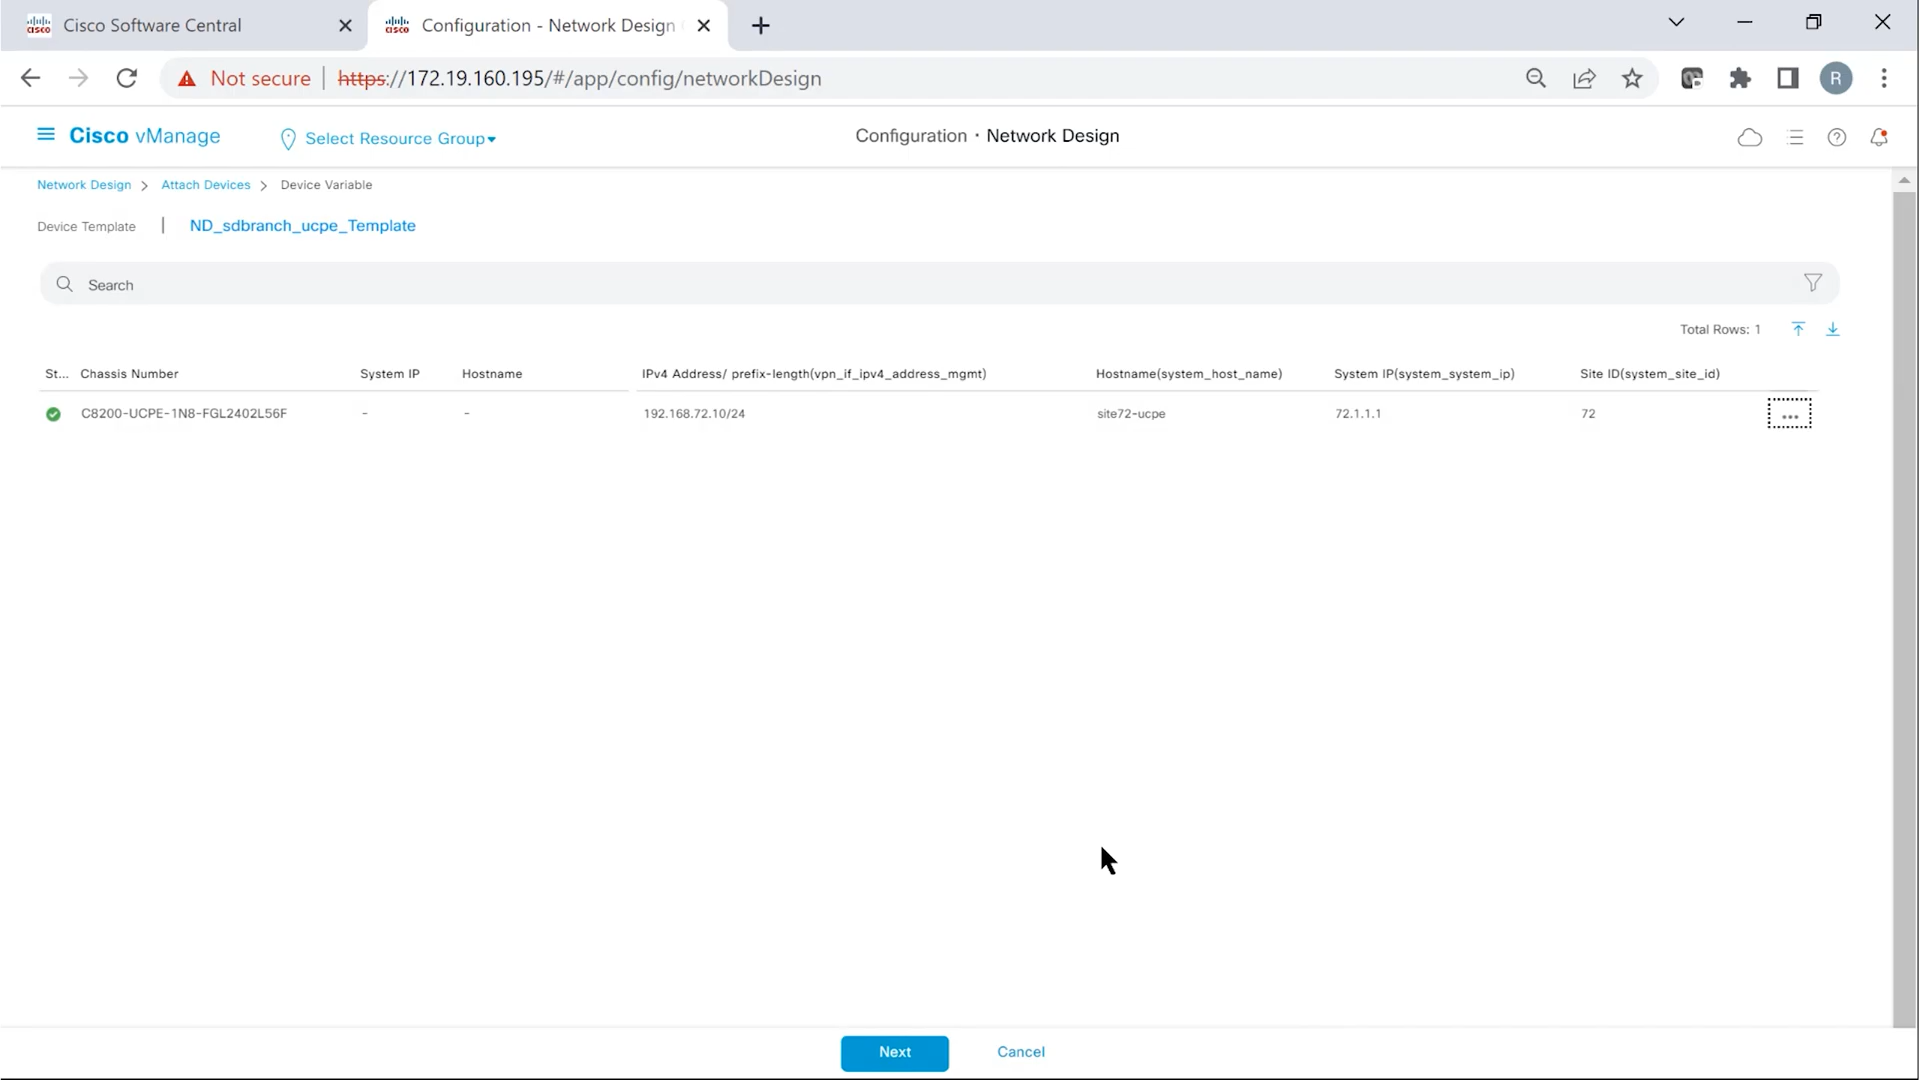 Cisco Software Central
Configuration - Network Design
Not secure | https://172.19.160.195/#/app/config/networkDesign
R
Cisco vManage
Select Resource Group
Configuration · Network Design
Network Design > Attach Devices > Device Variable
Device Template | ND_sdbranch_ucpe_Template
Search
Total Rows: 1
St... Chassis Number System IP Hostname IPv4 Address/ prefix-length(vpn_if_ipv4_address_mgmt) Hostname(system_host_name) System IP(system_system_ip) Site ID(system_site_id)
C8200-UCPE-1N8-FGL2402L56F - - 192.168.72.10/24 site72-ucpe 72.1.1.1 72 ...
Next Cancel